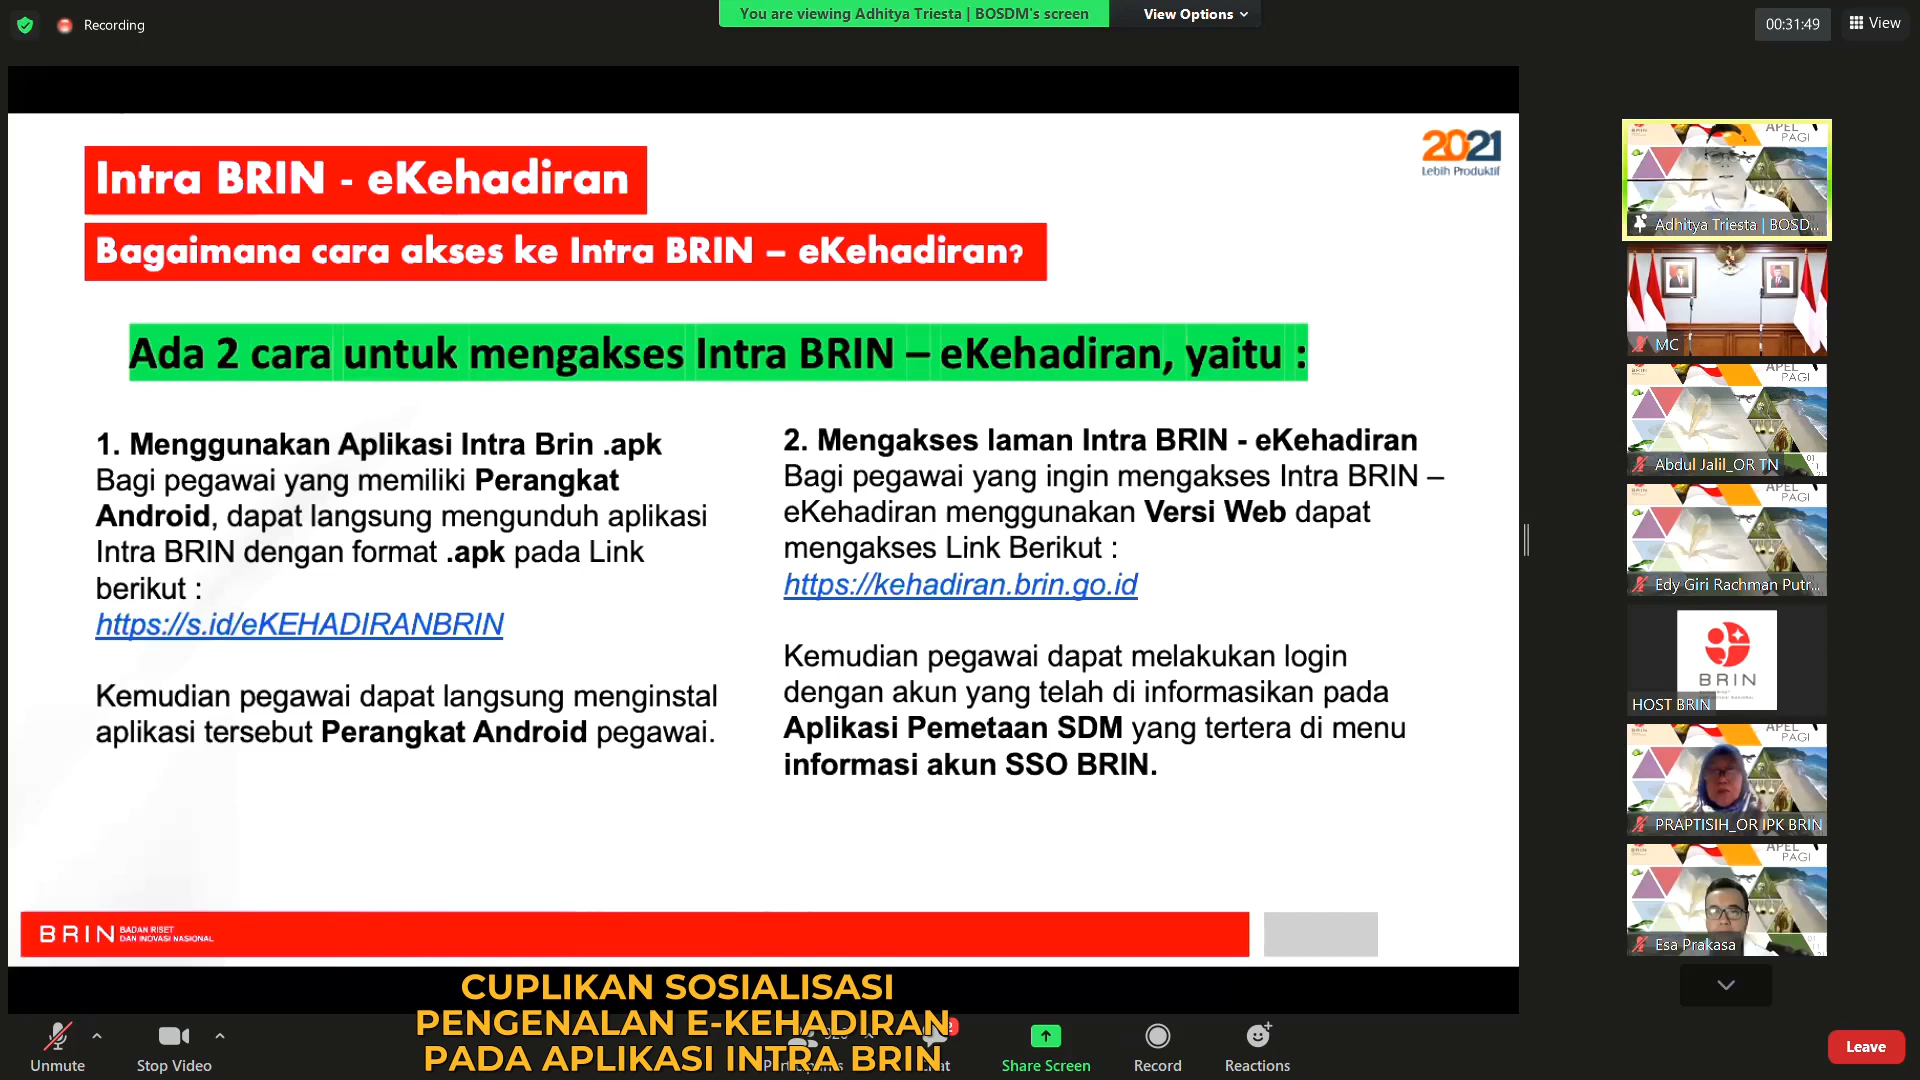 Recording
You are viewing Adhitya Triesta | BOSDM's screen
View Options
00:31:49
View
2021
Lebih Produktif
Intra BRIN - eKehadiran
Bagaimana cara akses ke Intra BRIN – eKehadiran?
Ada 2 cara untuk mengakses Intra BRIN – eKehadiran, yaitu :
1. Menggunakan Aplikasi Intra Brin .apk
Bagi pegawai yang memiliki Perangkat
Android, dapat langsung mengunduh aplikasi
Intra BRIN dengan format .apk pada Link
berikut :
https://s.id/eKEHADIRANBRIN
Kemudian pegawai dapat langsung menginstal
aplikasi tersebut Perangkat Android pegawai.
2. Mengakses laman Intra BRIN - eKehadiran
Bagi pegawai yang ingin mengakses Intra BRIN –
eKehadiran menggunakan Versi Web dapat
mengakses Link Berikut :
https://kehadiran.brin.go.id
Kemudian pegawai dapat melakukan login
dengan akun yang telah di informasikan pada
Aplikasi Pemetaan SDM yang tertera di menu
informasi akun SSO BRIN.
BRIN BADAN RISET
DAN INOVASI NASIONAL
APEL
PAGI
Adhitya Triesta | BOSD...
MC
APEL
PAGI
Abdul Jalil_OR TN
APEL
PAGI
Edy Giri Rachman Putr...
BRIN
HOST BRIN
APEL
PAGI
PRAPTISIH_OR IPK BRIN
APEL
PAGI
Esa Prakasa
CUPLIKAN SOSIALISASI
PENGENALAN E-KEHADIRAN
PADA APLIKASI INTRA BRIN
Unmute
Stop Video
Share Screen
Record
Reactions
Leave